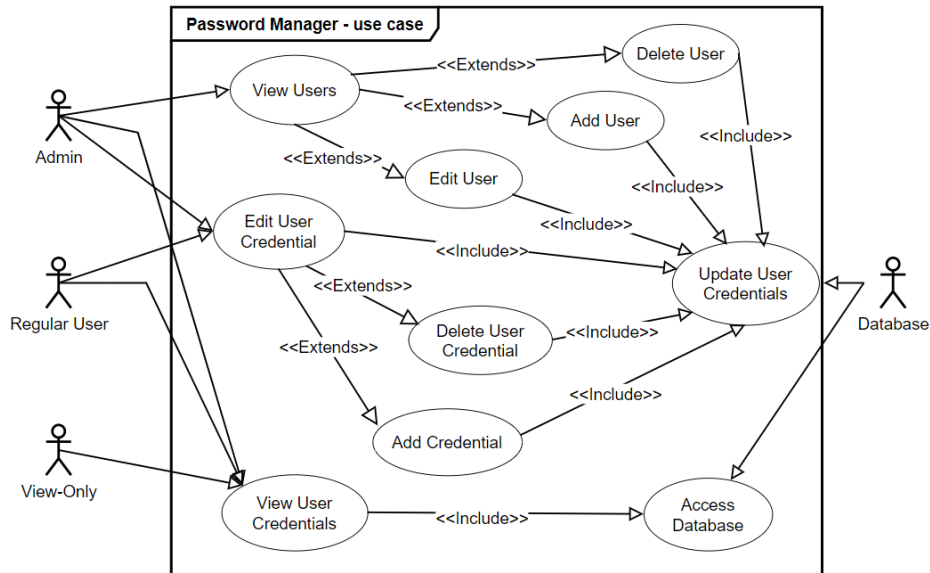 Password Manager - use case
Delete User
<<Extends>>
View Users
<<Extends>>
Add User
Admin
<<Include>>
<<Extends>>
Edit User
<<Include>>
Edit User
Credential
<<Include>>
<<Include>>
Update User
Credentials
<<Extends>>
Regular User
Database
Delete User
Credential
<<Include>>
<<Extends>>
<<Include>>
Add Credential
View-Only
View User
Credentials
<<Include>>
Access
Database